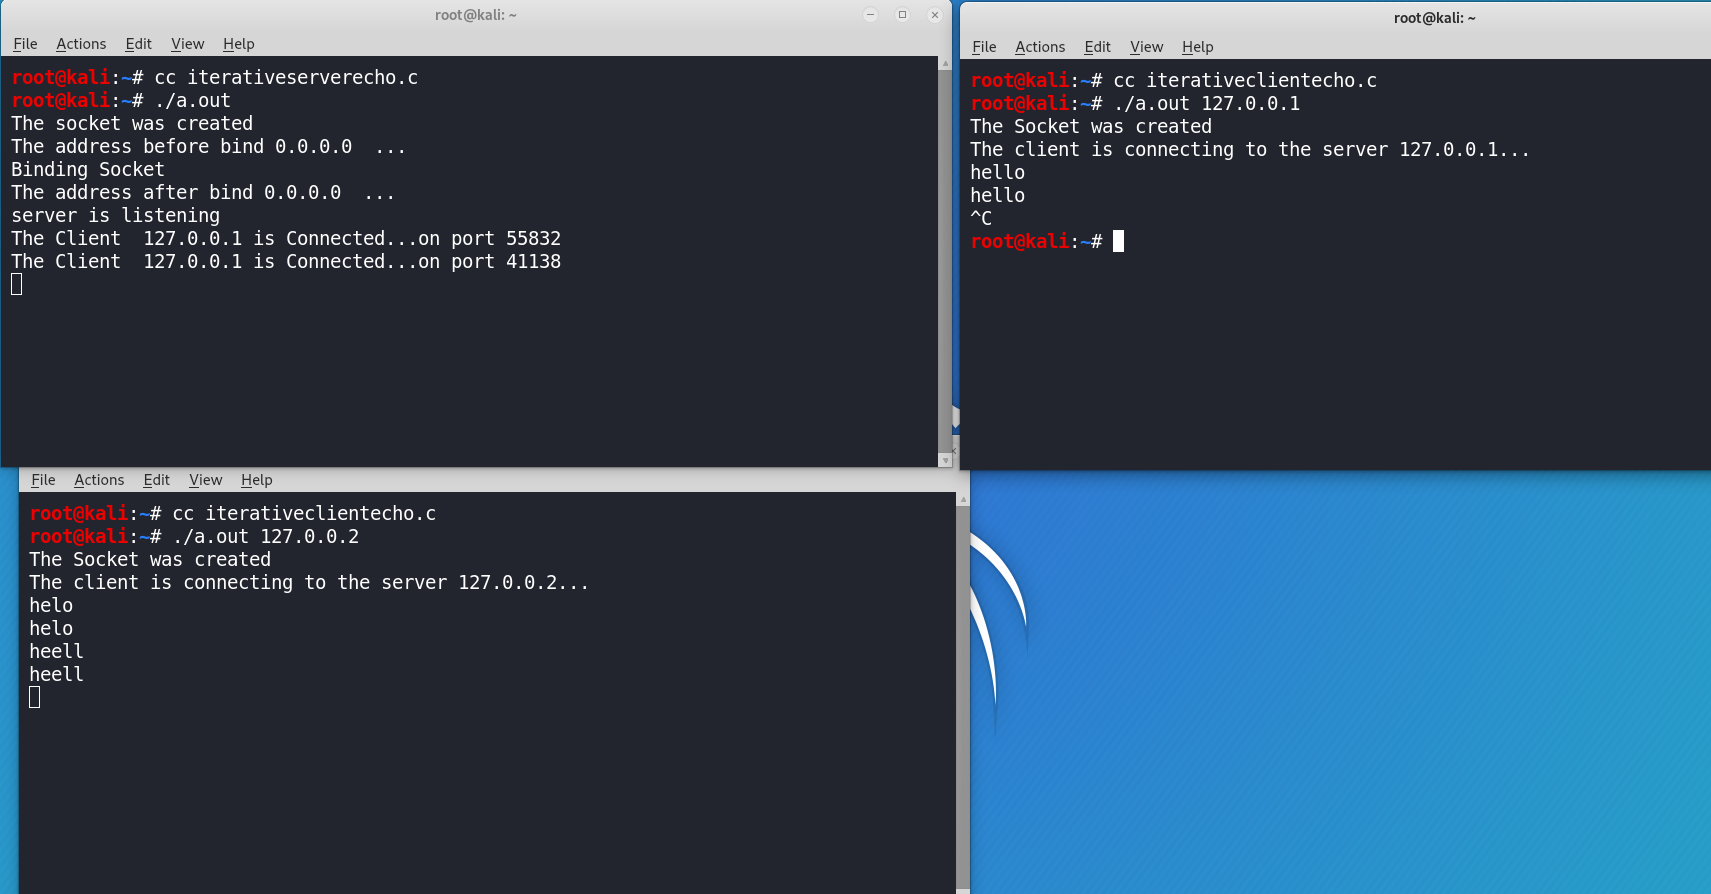 root@kali: ~
File Actions Edit View Help
root@kali:~# cc iterativeserverecho.c
root@kali:~# ./a.out
The socket was created
The address before bind 0.0.0.0  ...
Binding Socket
The address after bind 0.0.0.0  ...
server is listening
The Client  127.0.0.1 is Connected...on port 55832
The Client  127.0.0.1 is Connected...on port 41138
root@kali: ~
File Actions Edit View Help
root@kali:~# cc iterativeclientecho.c
root@kali:~# ./a.out 127.0.0.1
The Socket was created
The client is connecting to the server 127.0.0.1...
hello
hello
^C
root@kali:~#
File Actions Edit View Help
root@kali:~# cc iterativeclientecho.c
root@kali:~# ./a.out 127.0.0.2
The Socket was created
The client is connecting to the server 127.0.0.2...
helo
helo
heell
heell